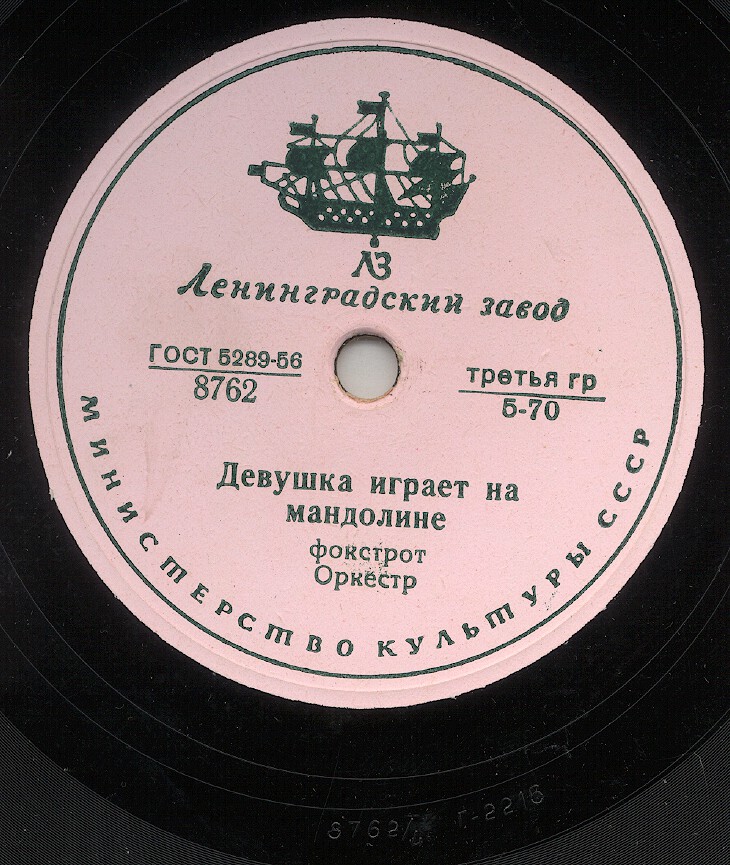 ЛЗ
Ленинградский завод
ГОСТ 5289-56
8762
третья гр
5-70
Девушка играет на
мандолине
фокстрот
Оркестр
МИНИСТЕРСТВО КУЛЬТУРЫ СССР
8762/ Г-2216